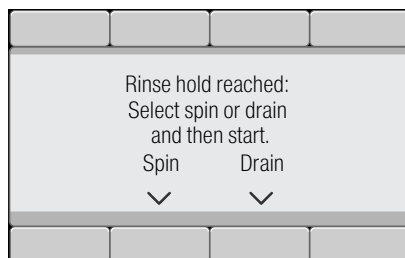 Rinse hold reached:
Select spin or drain
and then start.
Spin Drain